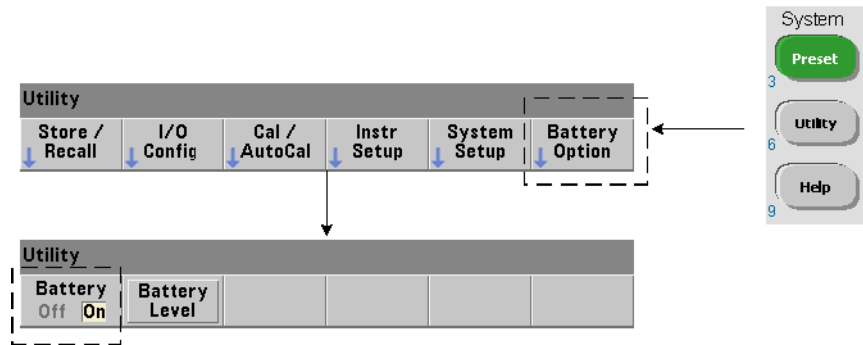 System
Preset
3
Utility
6
Help
9
Utility
Store / Recall
I/O Config
Cal / AutoCal
Instr Setup
System Setup
Battery Option
Utility
Battery
Off On
Battery Level